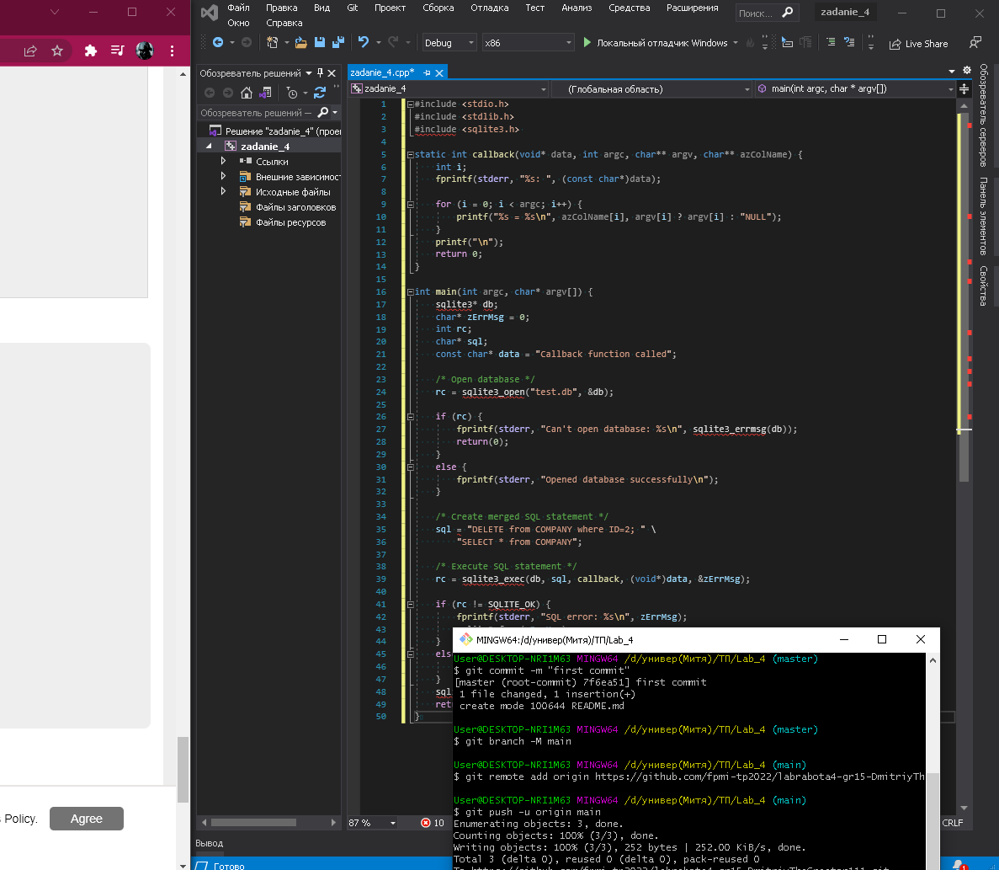 Файл Правка Вид Git Проект Сборка Отладка Тест Анализ Средства Расширения
Окно Справка
Поиск...
zadanie_4
Debug x86 Локальный отладчик Windows Live Share
Обозреватель решений
Обозреватель решений —
Решение "zadanie_4" (прое
zadanie_4
Ссылки
Внешние зависимост
Исходные файлы
Файлы заголовков
Файлы ресурсов
zadanie_4.cpp*
zadanie_4 (Глобальная область) main(int argc, char * argv[])
1 #include <stdio.h>
2 #include <stdlib.h>
3 #include <sqlite3.h>
4
5 static int callback(void* data, int argc, char** argv, char** azColName) {
6 int i;
7 fprintf(stderr, "%s: ", (const char*)data);
8
9 for (i = 0; i < argc; i++) {
10 printf("%s = %s\n", azColName[i], argv[i] ? argv[i] : "NULL");
11 }
12 printf("\n");
13 return 0;
14 }
15
16 int main(int argc, char* argv[]) {
17 sqlite3* db;
18 char* zErrMsg = 0;
19 int rc;
20 char* sql;
21 const char* data = "Callback function called";
22
23 /* Open database */
24 rc = sqlite3_open("test.db", &db);
25
26 if (rc) {
27 fprintf(stderr, "Can't open database: %s\n", sqlite3_errmsg(db));
28 return(0);
29 }
30 else {
31 fprintf(stderr, "Opened database successfully\n");
32 }
33
34 /* Create merged SQL statement */
35 sql = "DELETE from COMPANY where ID=2; " \
36 "SELECT * from COMPANY";
37
38 /* Execute SQL statement */
39 rc = sqlite3_exec(db, sql, callback, (void*)data, &zErrMsg);
40
41 if (rc != SQLITE_OK) {
42 fprintf(stderr, "SQL error: %s\n", zErrMsg);
43
44 }
45 els
46
47 }
48 sql
49 ret
50 }
Обозреватель серверов
Панель элементов
Свойства
87 % 10
CRLF
Вывод
Готово
1
s Policy.
Agree
MINGW64:/d/универ(Митя)/ТП/Lab_4
User@DESKTOP-NRI1M63 MINGW64 /d/универ(Митя)/ТП/Lab_4 (master)
$ git commit -m "first commit"
[master (root-commit) 7f6ea51] first commit
1 file changed, 1 insertion(+)
create mode 100644 README.md
User@DESKTOP-NRI1M63 MINGW64 /d/универ(Митя)/ТП/Lab_4 (master)
$ git branch -M main
User@DESKTOP-NRI1M63 MINGW64 /d/универ(Митя)/ТП/Lab_4 (main)
$ git remote add origin https://github.com/fpmi-tp2022/labrabota4-gr15-DmitriyTh
User@DESKTOP-NRI1M63 MINGW64 /d/универ(Митя)/ТП/Lab_4 (main)
$ git push -u origin main
Enumerating objects: 3, done.
Counting objects: 100% (3/3), done.
Writing objects: 100% (3/3), 252 bytes | 252.00 KiB/s, done.
Total 3 (delta 0), reused 0 (delta 0), pack-reused 0